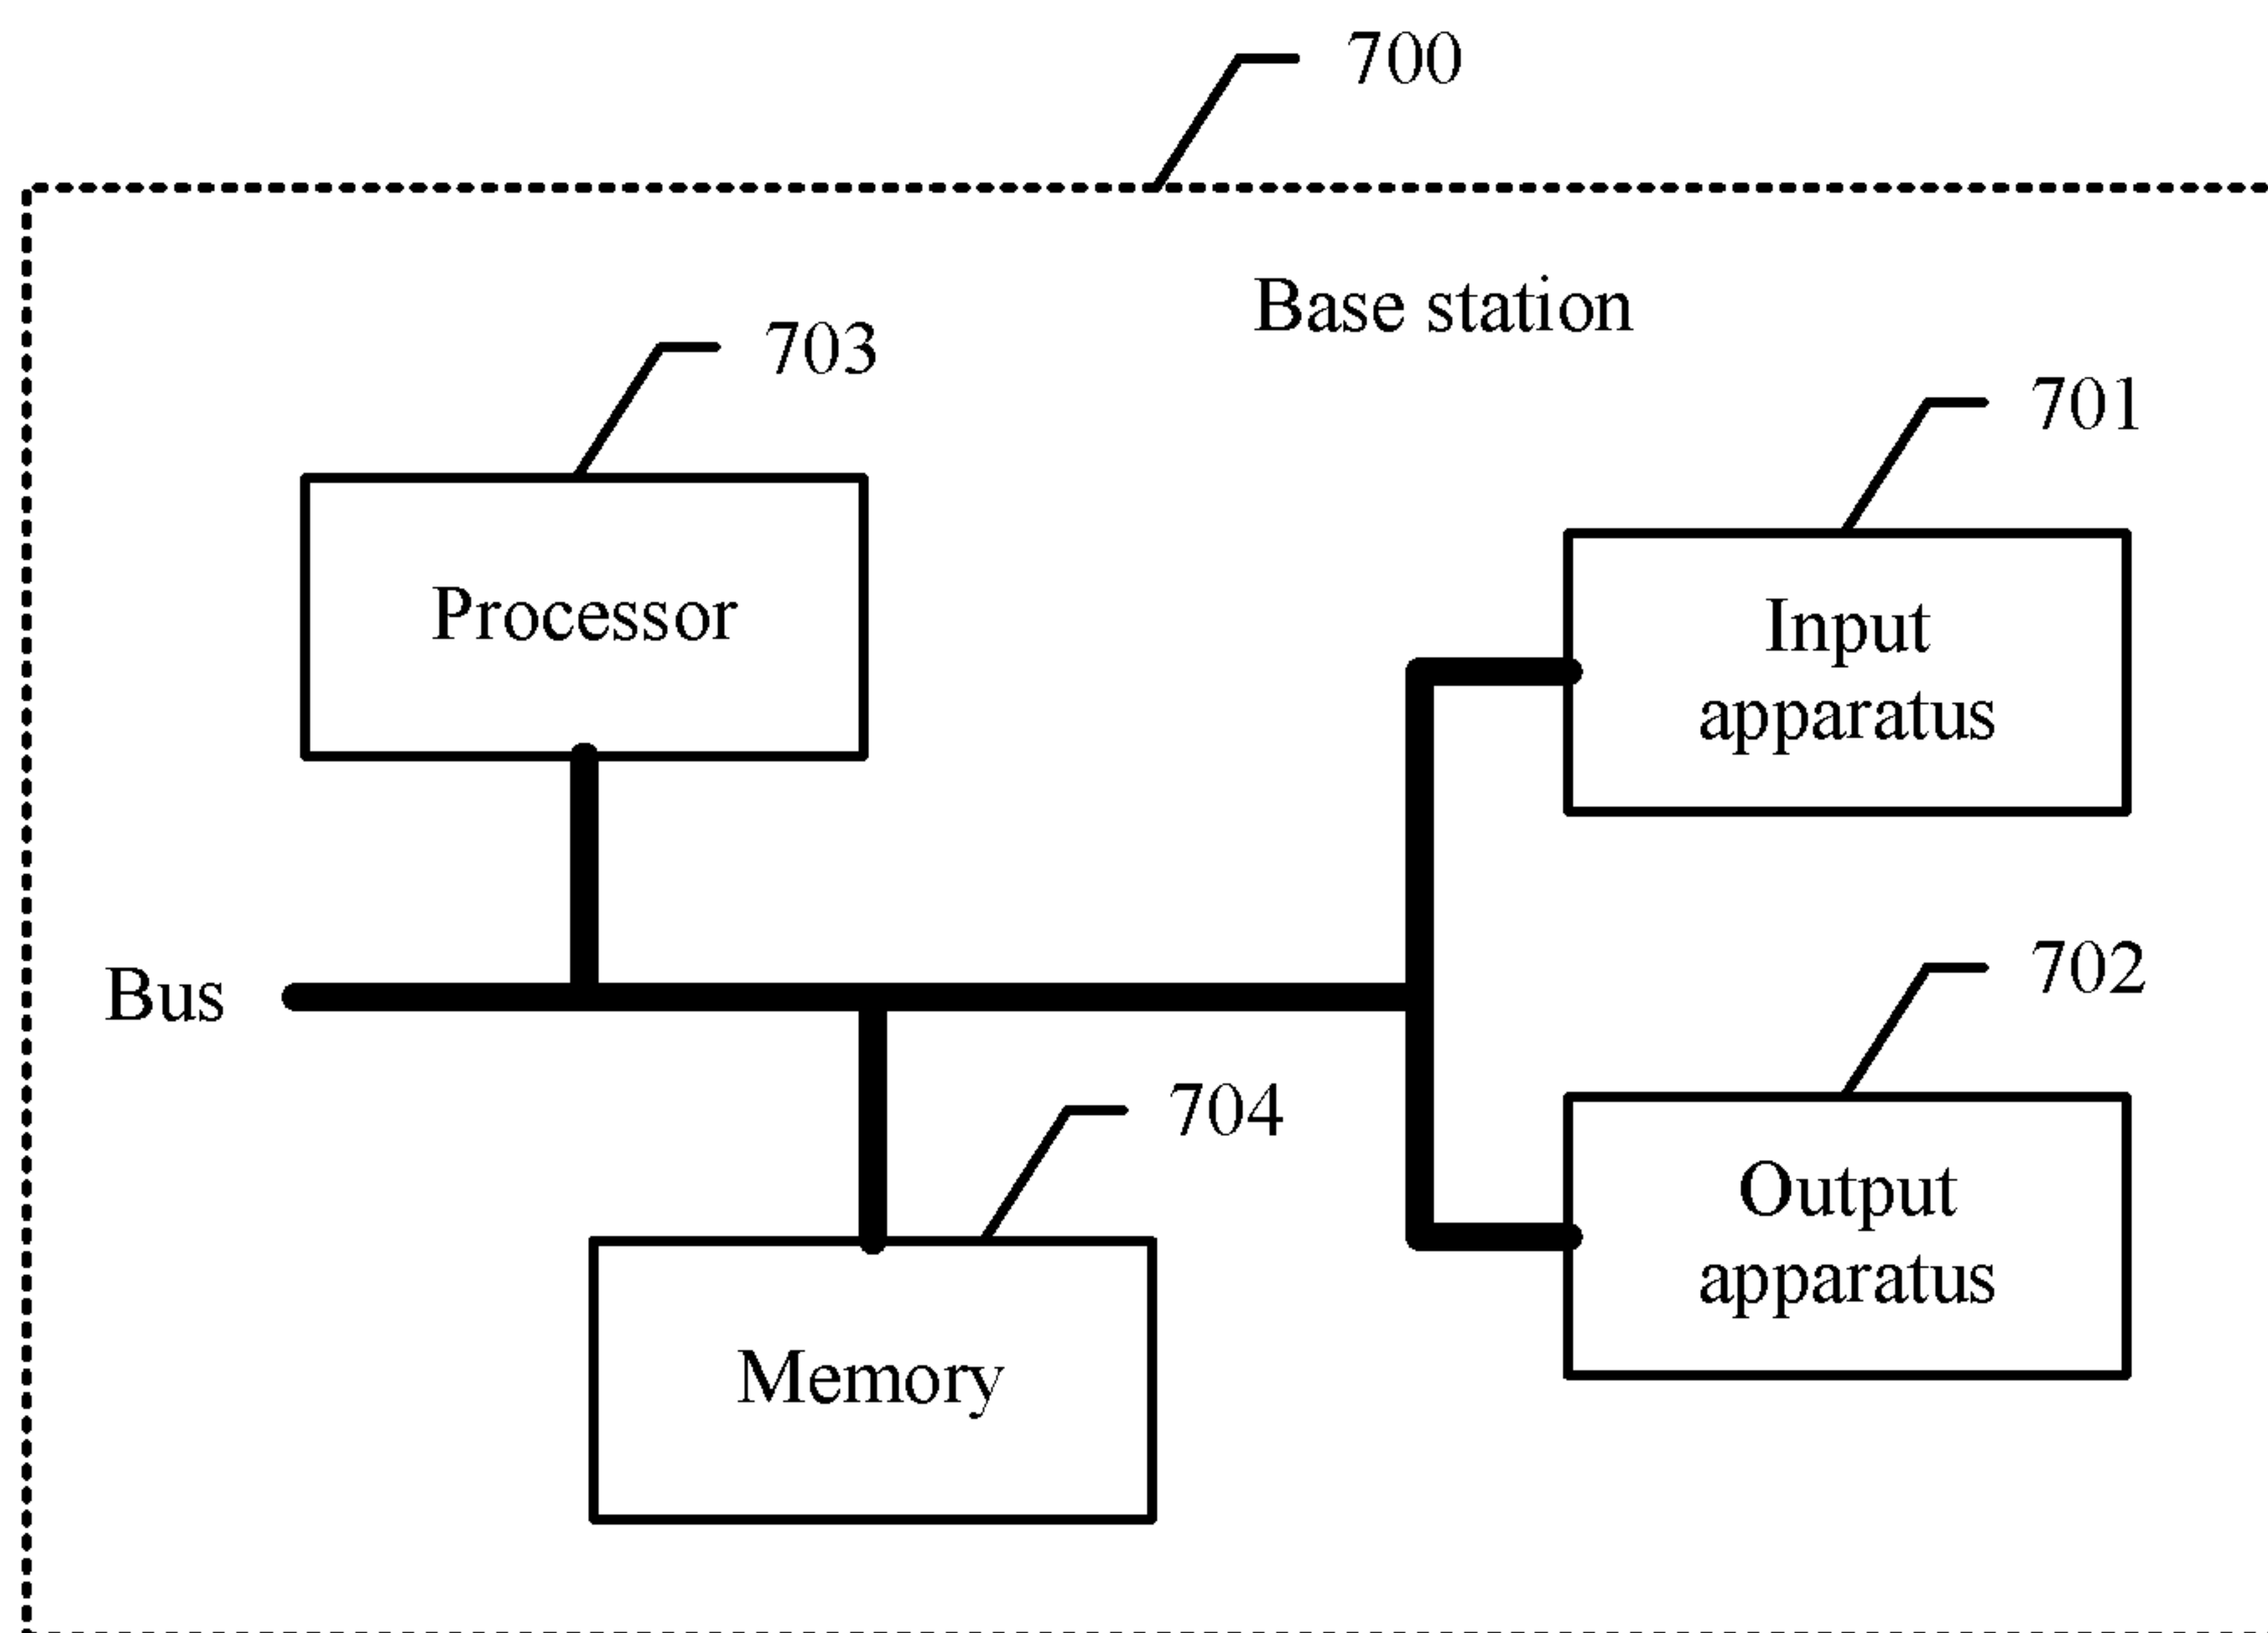 700
Base station
703
701
Processor
Input
apparatus
Bus
702
704
Output
apparatus
Memory